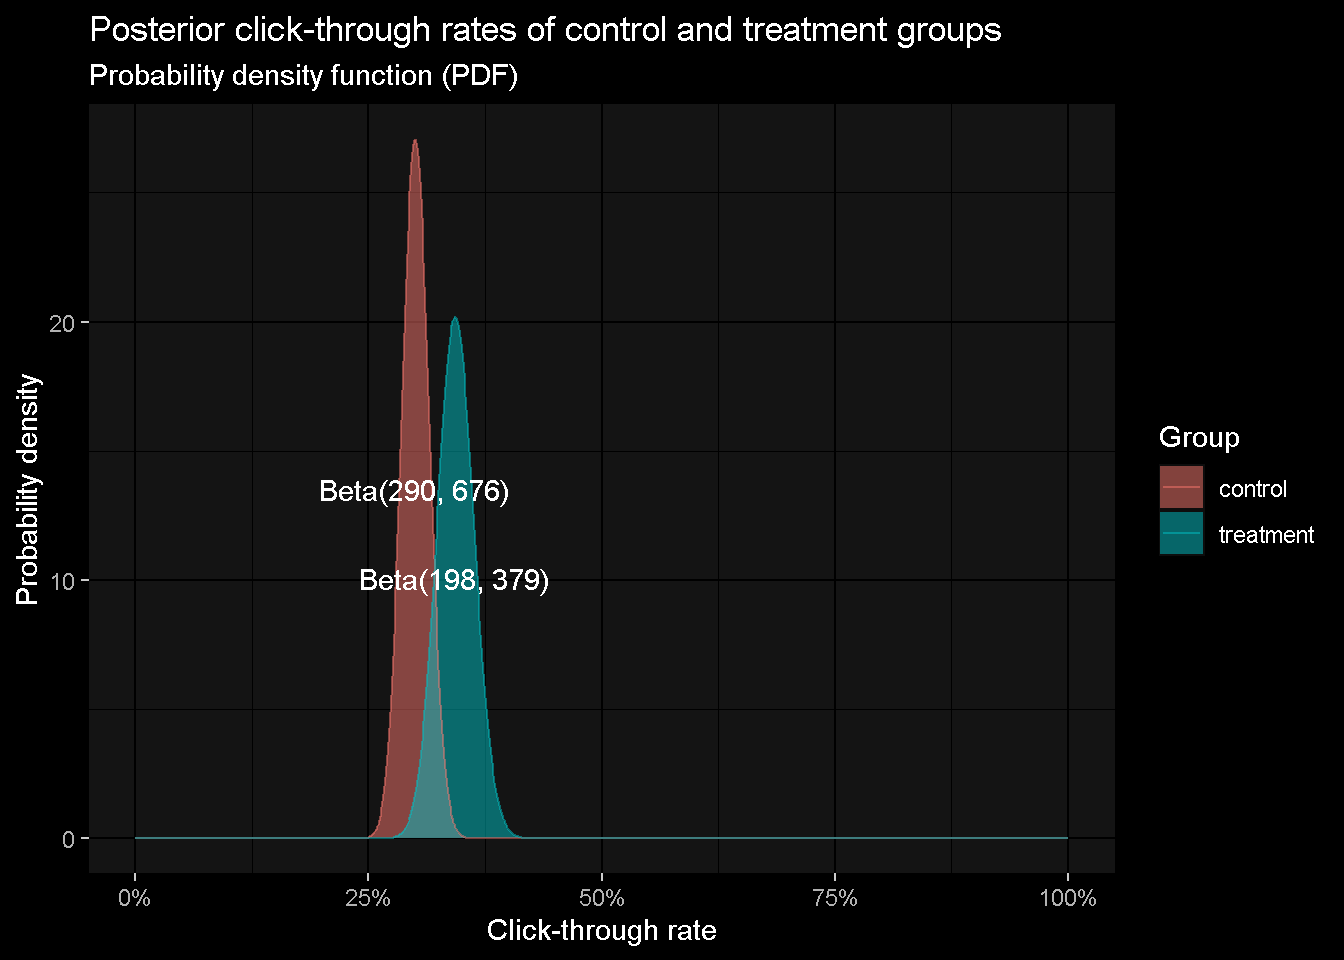 Posterior click-through rates of control and treatment groups
Probability density function (PDF)
Probability density
20
10
0
Beta(290, 676)
Beta(198, 379)
0% 25% 50% 75% 100%
Click-through rate
Group
control
treatment